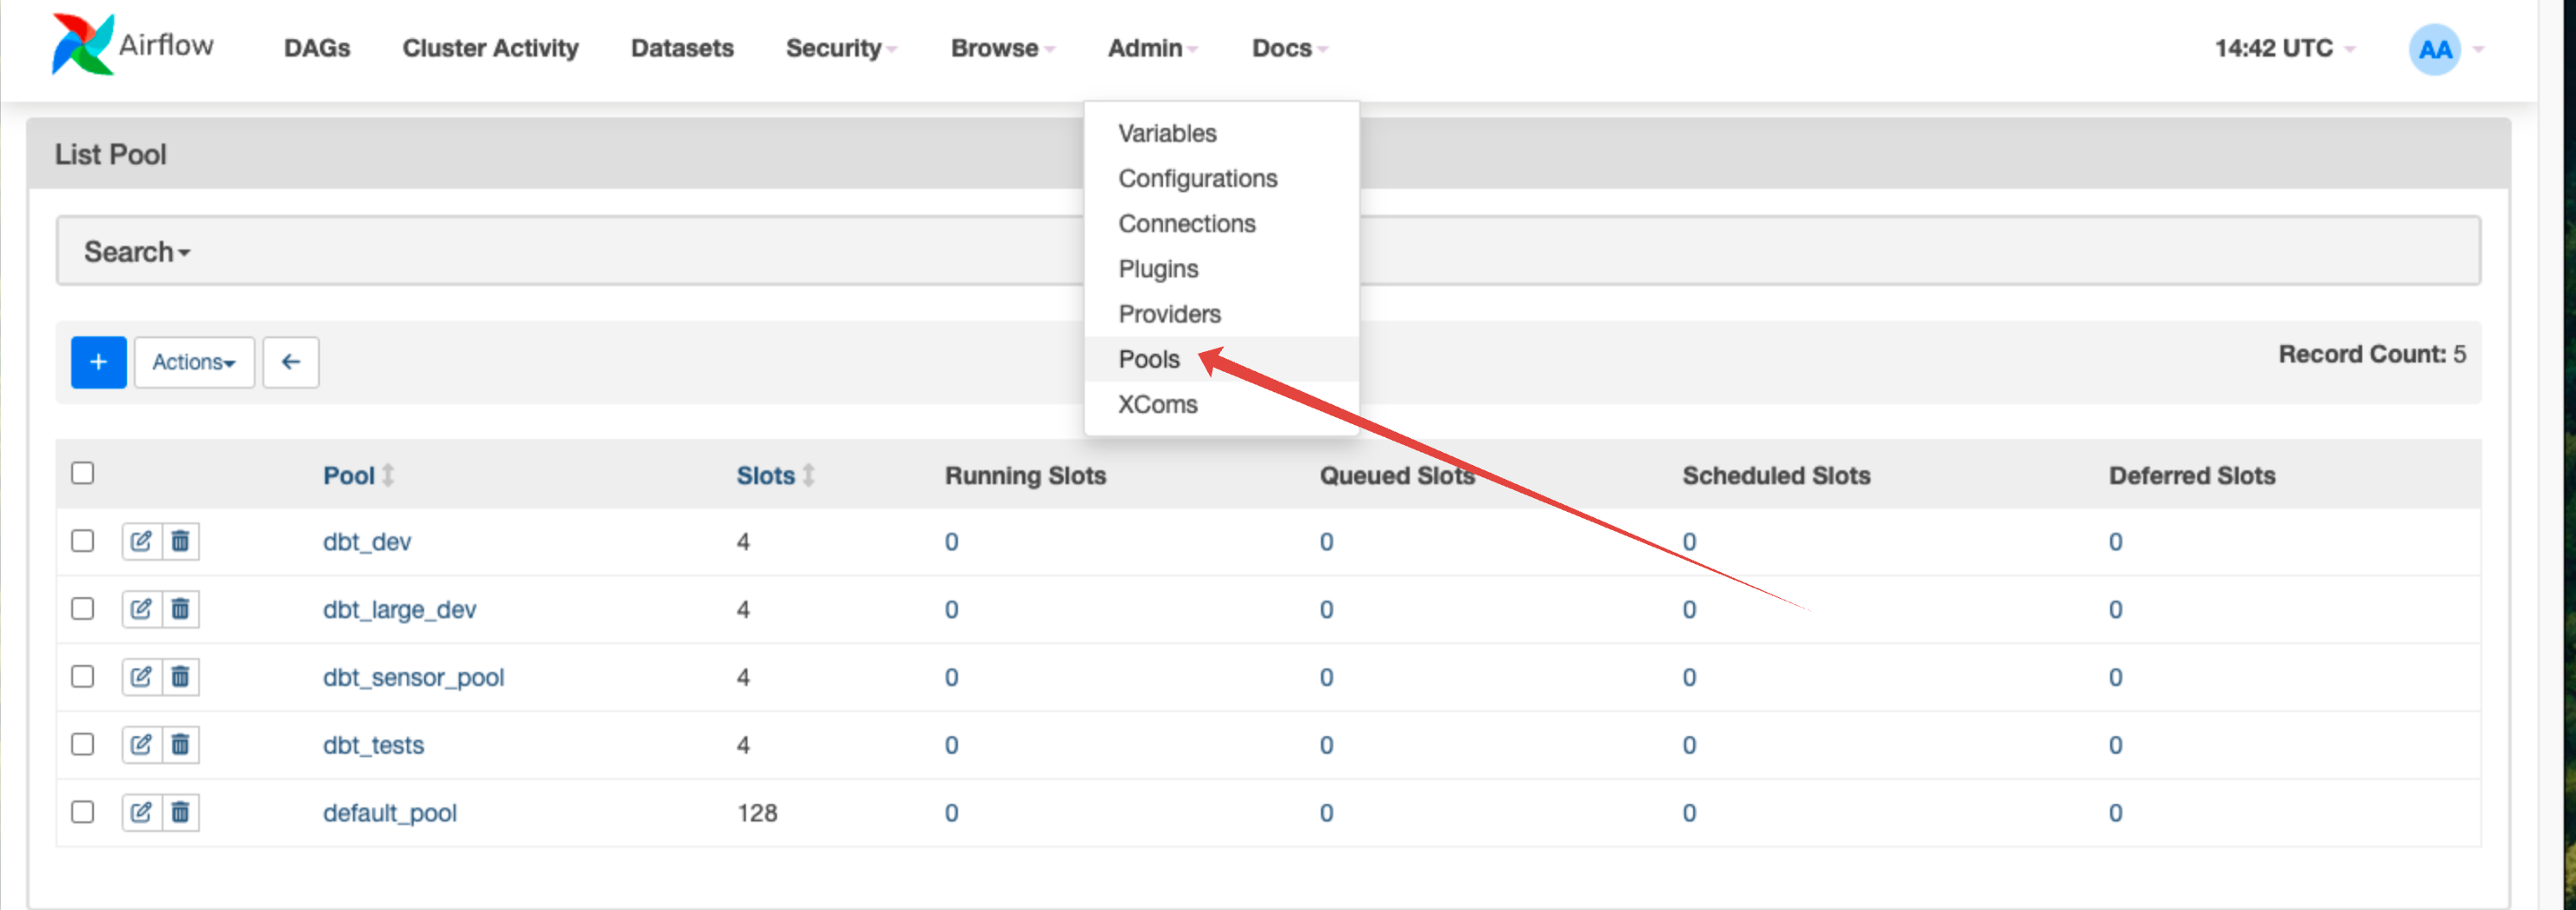 Airflow DAGs Cluster Activity Datasets Security Browse Admin Docs 14:42 UTC AA
List Pool
Variables
Configurations
Connections
Plugins
Providers
Pools
XComs
Search
+ Actions
Record Count: 5
Pool Slots Running Slots Queued Slots Scheduled Slots Deferred Slots
dbt_dev 4 0 0 0 0
dbt_large_dev 4 0 0 0 0
dbt_sensor_pool 4 0 0 0 0
dbt_tests 4 0 0 0 0
default_pool 128 0 0 0 0